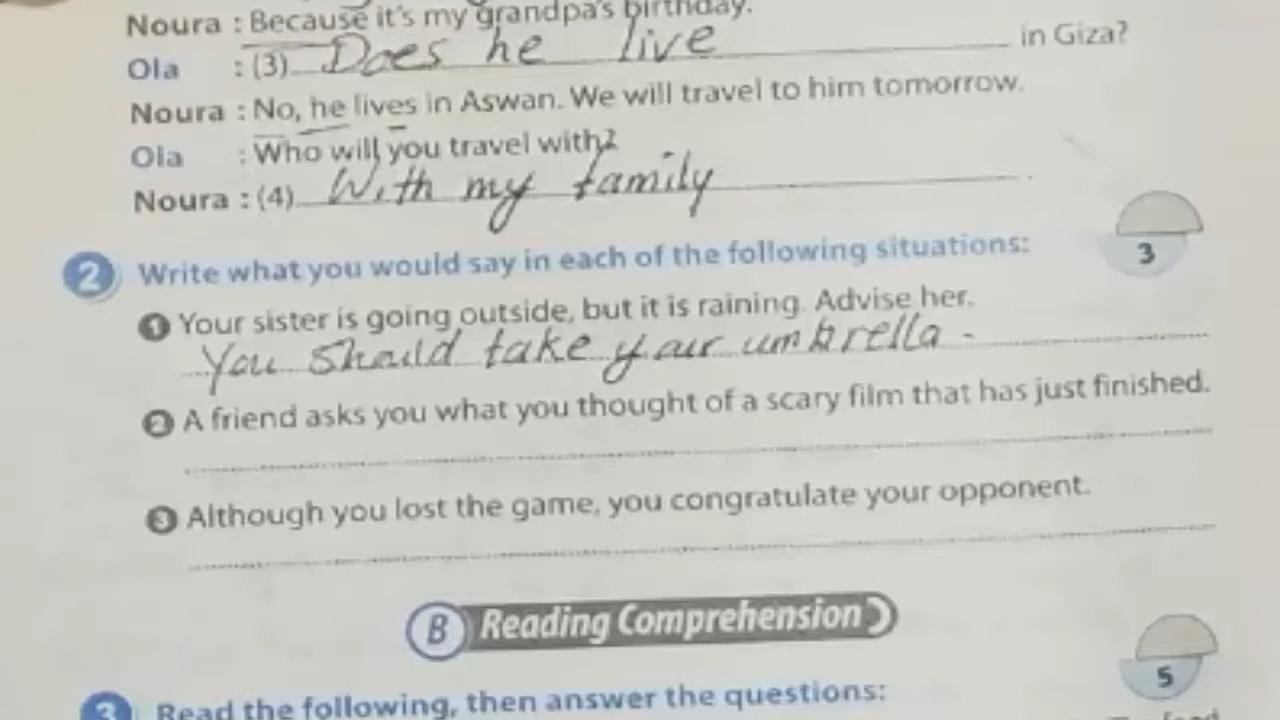 Noura : Because it's my grandpa's birthday.
Ola : (3) Does he live in Giza?
Noura : No, he lives in Aswan. We will travel to him tomorrow.
Ola : Who will you travel with?
Noura : (4) With my family
2 Write what you would say in each of the following situations:
3
1 Your sister is going outside, but it is raining. Advise her.
You should take your umbrella.
2 A friend asks you what you thought of a scary film that has just finished.
3 Although you lost the game, you congratulate your opponent.
B Reading Comprehension
5
3 Read the following, then answer the questions: